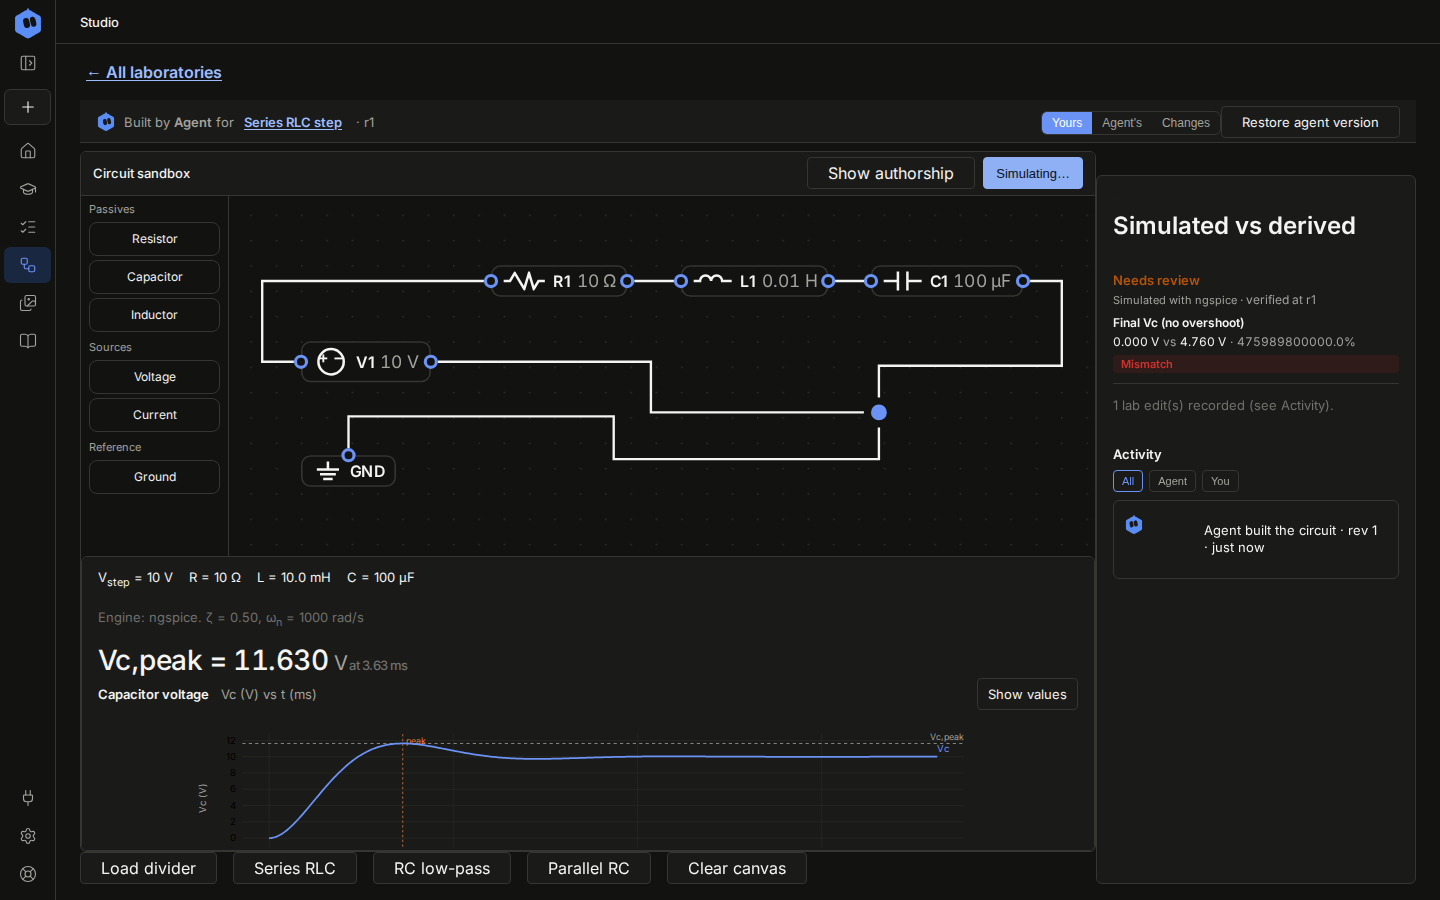 Studio
← All laboratories
Built by Agent for Series RLC step · r1
Yours Agent's Changes Restore agent version
Circuit sandbox
Show authorship Simulating...
Passives
Resistor
Capacitor
Inductor
Sources
Voltage
Current
Reference
Ground
R1 10 Ω
L1 0.01 H
C1 100 µF
V1 10 V
GND
Simulated vs derived
Needs review
Simulated with ngspice · verified at r1
Final Vc (no overshoot)
0.000 V vs 4.760 V · 475989800000.0%
Mismatch
1 lab edit(s) recorded (see Activity).
Activity
All Agent You
Agent built the circuit · rev 1
· just now
Vstep = 10 V R = 10 Ω L = 10.0 mH C = 100 µF
Engine: ngspice. ζ = 0.50, ωn = 1000 rad/s
Vc,peak = 11.630 V at 3.63 ms
Capacitor voltage Vc (V) vs t (ms)
Show values
Vc (V)
12
10
8
6
4
2
0
peak
Vc,peak
Vc
Load divider Series RLC RC low-pass Parallel RC Clear canvas